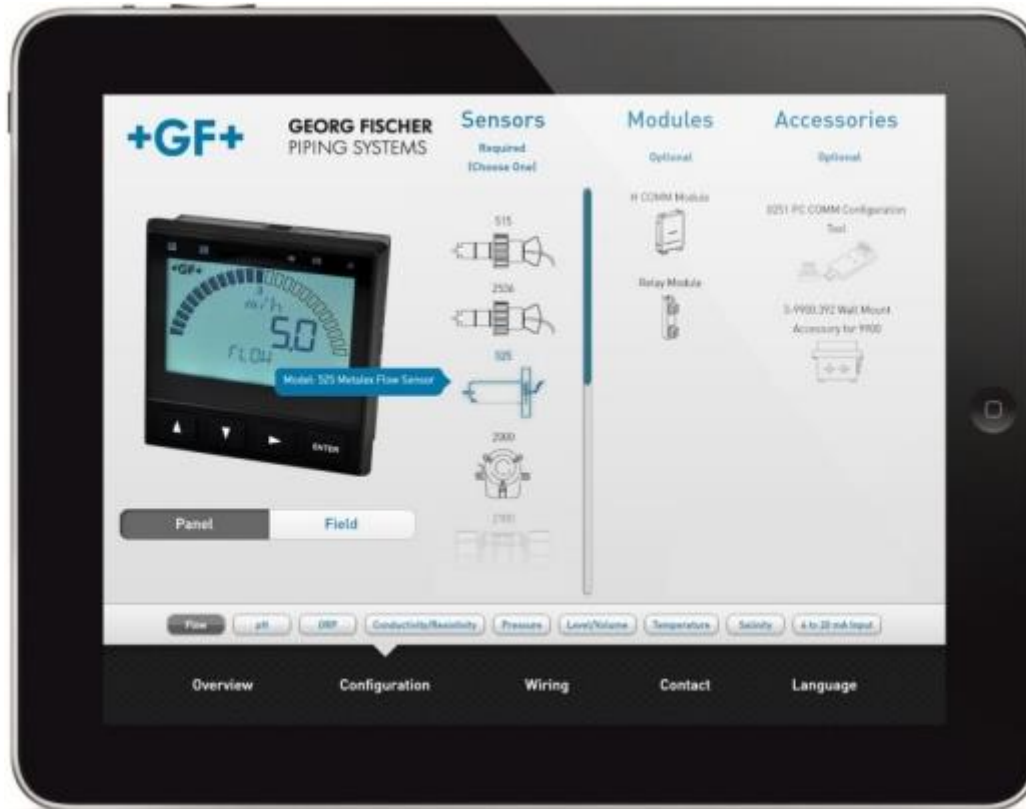 +GF+
GEORG FISCHER
PIPING SYSTEMS
Sensors
Required
(Choose One)
Modules
Optional
Accessories
Optional
+GF+
m³/h
5.0
FLOW
ENTER
Model: 525 Metalex Flow Sensor
515
2536
525
2000
2100
H COMM Module
Relay Module
0251 PC COMM Configuration
Tool
3-9900.392 Wall Mount
Accessory for 9900
Panel
Field
Flow
pH
ORP
Conductivity/Resistivity
Pressure
Level/Volume
Temperature
Salinity
4 to 20 mA Input
Overview
Configuration
Wiring
Contact
Language